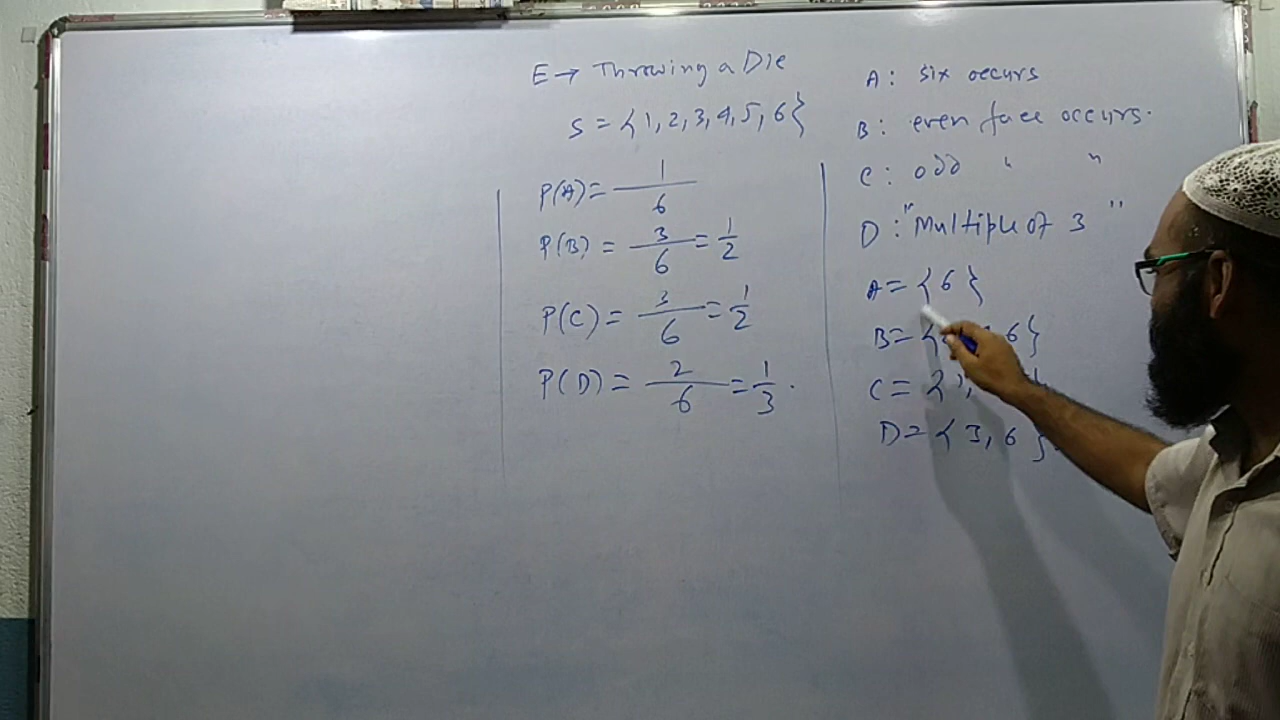 E → Throwing a Die
S = {1, 2, 3, 4, 5, 6}
P(A) = 1/6
P(B) = 3/6 = 1/2
P(C) = 3/6 = 1/2
P(D) = 2/6 = 1/3.
A : six occurs
B : even face occurs.
C : odd " "
D : "Multiple of 3 "
A = {6}
B = { 6}
C = {1, }
D = {3, 6}.